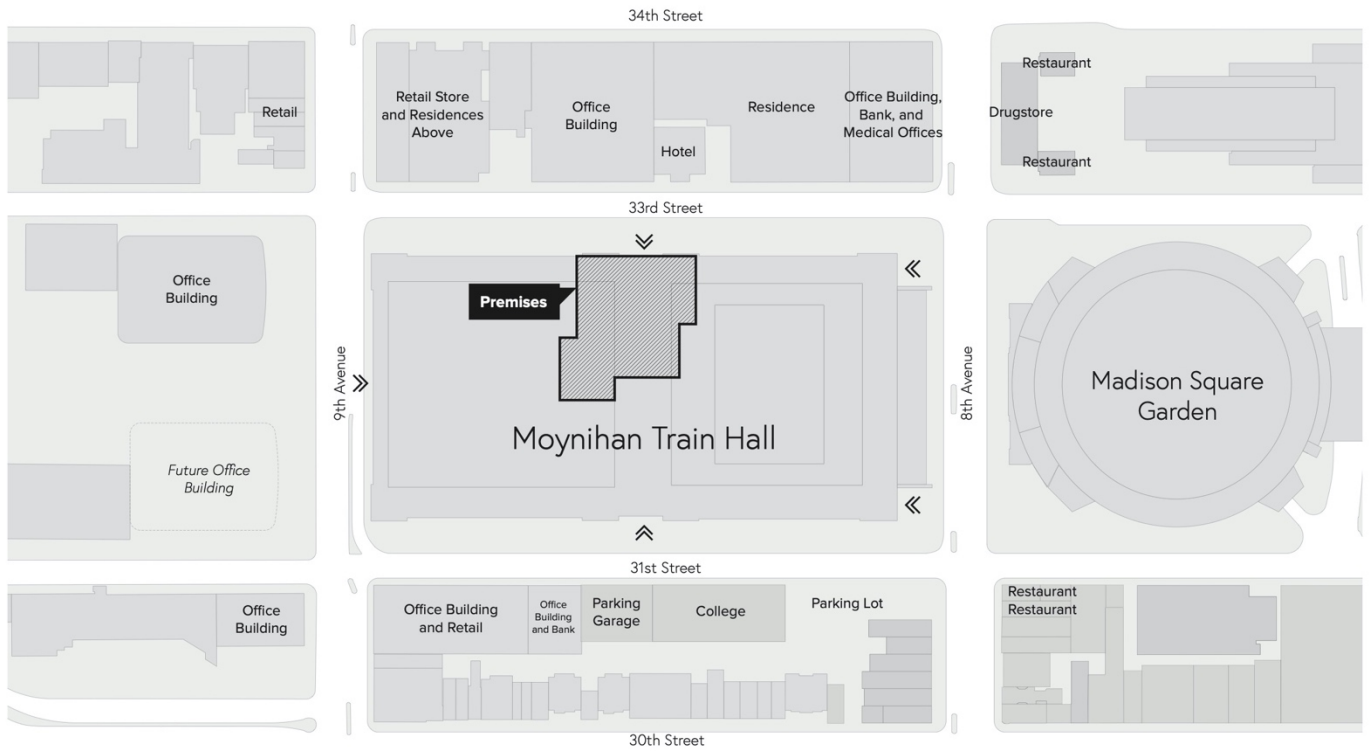 34th Street
Retail
Retail Store
and Residences
Above
Office
Building
Hotel
Residence
Office Building,
Bank, and
Medical Offices
Restaurant
Drugstore
Restaurant
33rd Street
Office
Building
Future Office
Building
9th Avenue
Premises
Moynihan Train Hall
8th Avenue
Madison Square
Garden
31st Street
Office
Building
Office Building
and Retail
Office
Building
and Bank
Parking
Garage
College
Parking Lot
Restaurant
Restaurant
30th Street